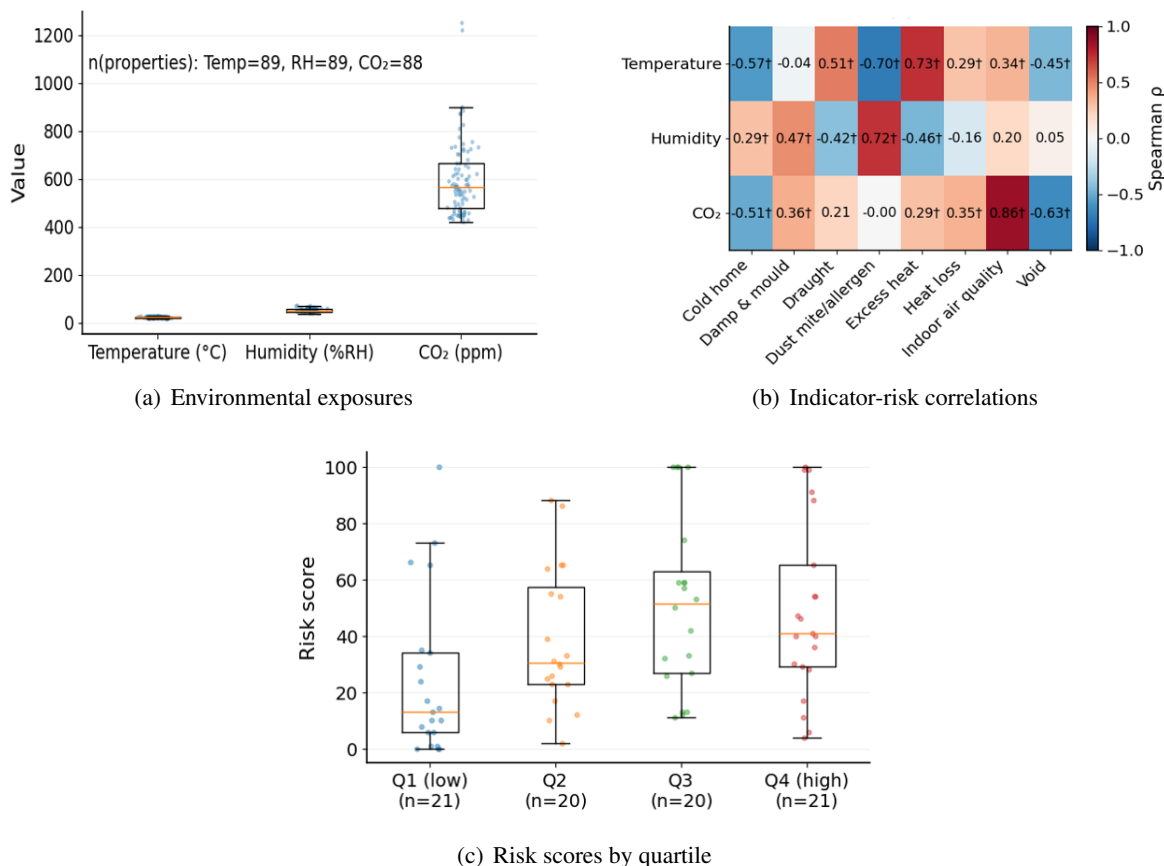 1200
1000
800
600
400
200
0
Value
n(properties): Temp=89, RH=89, CO₂=88
Temperature (°C)
Humidity (%RH)
CO₂ (ppm)
(a) Environmental exposures
Temperature
-0.57† -0.04 0.51† -0.70† 0.73† 0.29† 0.34† -0.45†
Humidity
0.29† 0.47† -0.42† 0.72† -0.46† -0.16 0.20 0.05
CO₂
-0.51† 0.36† 0.21 -0.00 0.29† 0.35† 0.86† -0.63†
Cold home
Damp & mould
Draught
Dust mite/allergen
Excess heat
Heat loss
Indoor air quality
Void
1.0
0.5
0.0
−0.5
−1.0
Spearman ρ
(b) Indicator-risk correlations
100
80
60
40
20
0
Risk score
Q1 (low)
(n=21)
Q2
(n=20)
Q3
(n=20)
Q4 (high)
(n=21)
(c) Risk scores by quartile